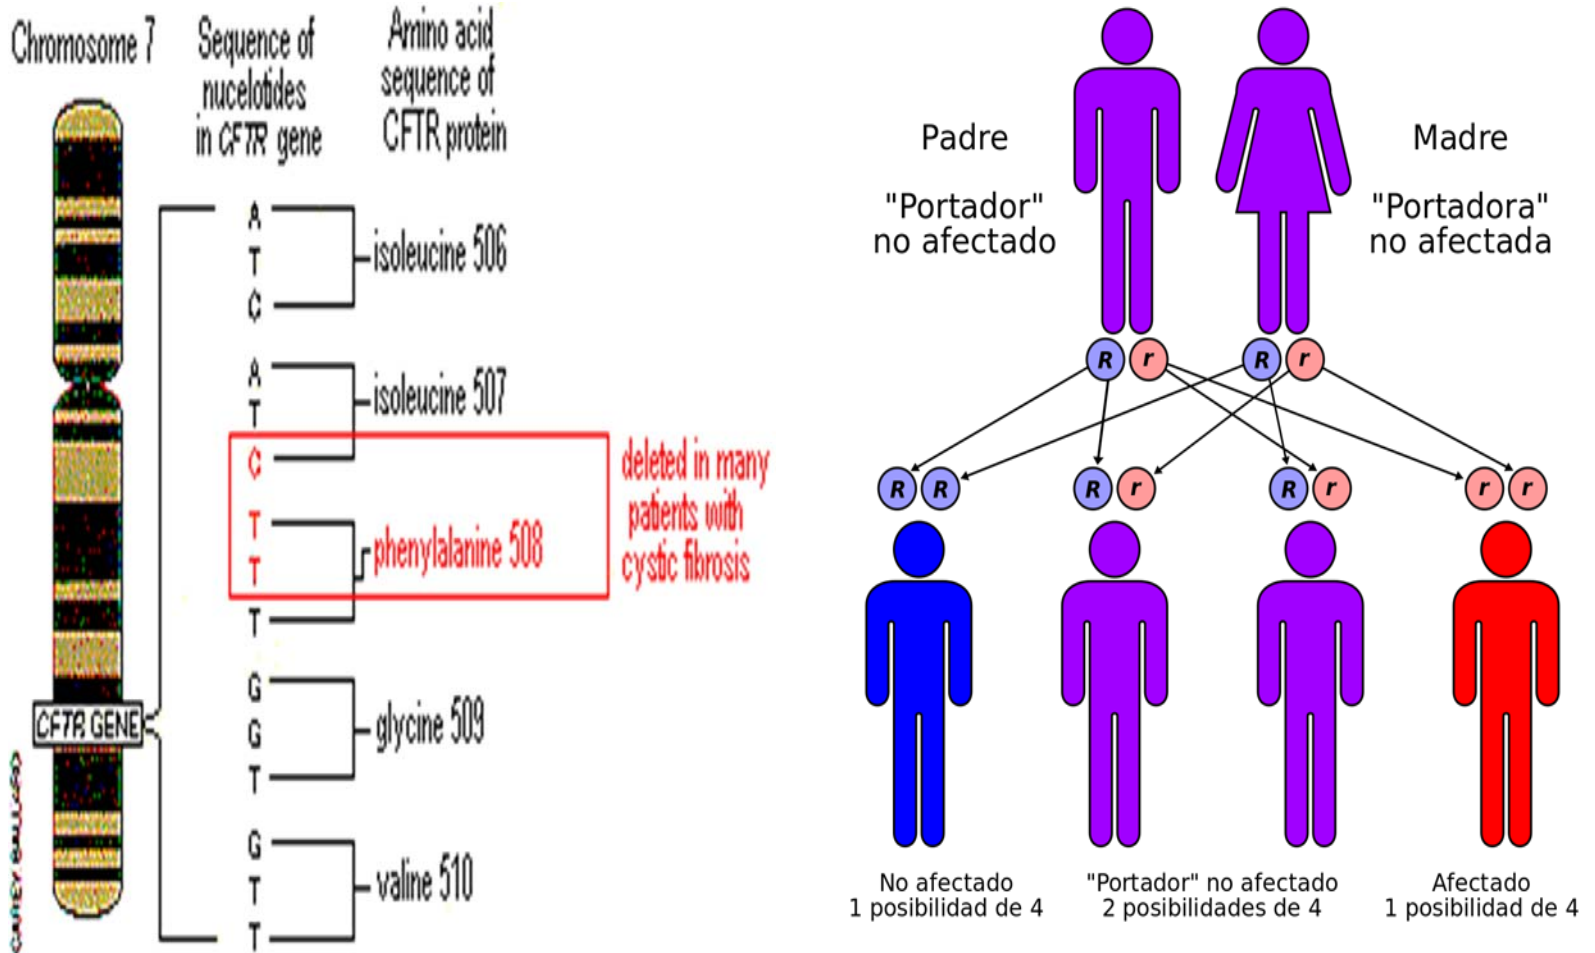 Chromosome 7
Sequence of
nucelotides
in CFTR gene
Amino acid
sequence of
CFTR protein
A
T
C
isoleucine 506
A
T
C
isoleucine 507
T
T
T
phenylalanine 508
deleted in many
patients with
cystic fibrosis
G
G
T
glycine 509
G
T
T
valine 510
CFTR GENE
Padre
"Portador"
no afectado
Madre
"Portadora"
no afectada
R r R r
R R R r R r r r
No afectado
1 posibilidad de 4
"Portador" no afectado
2 posibilidades de 4
Afectado
1 posibilidad de 4